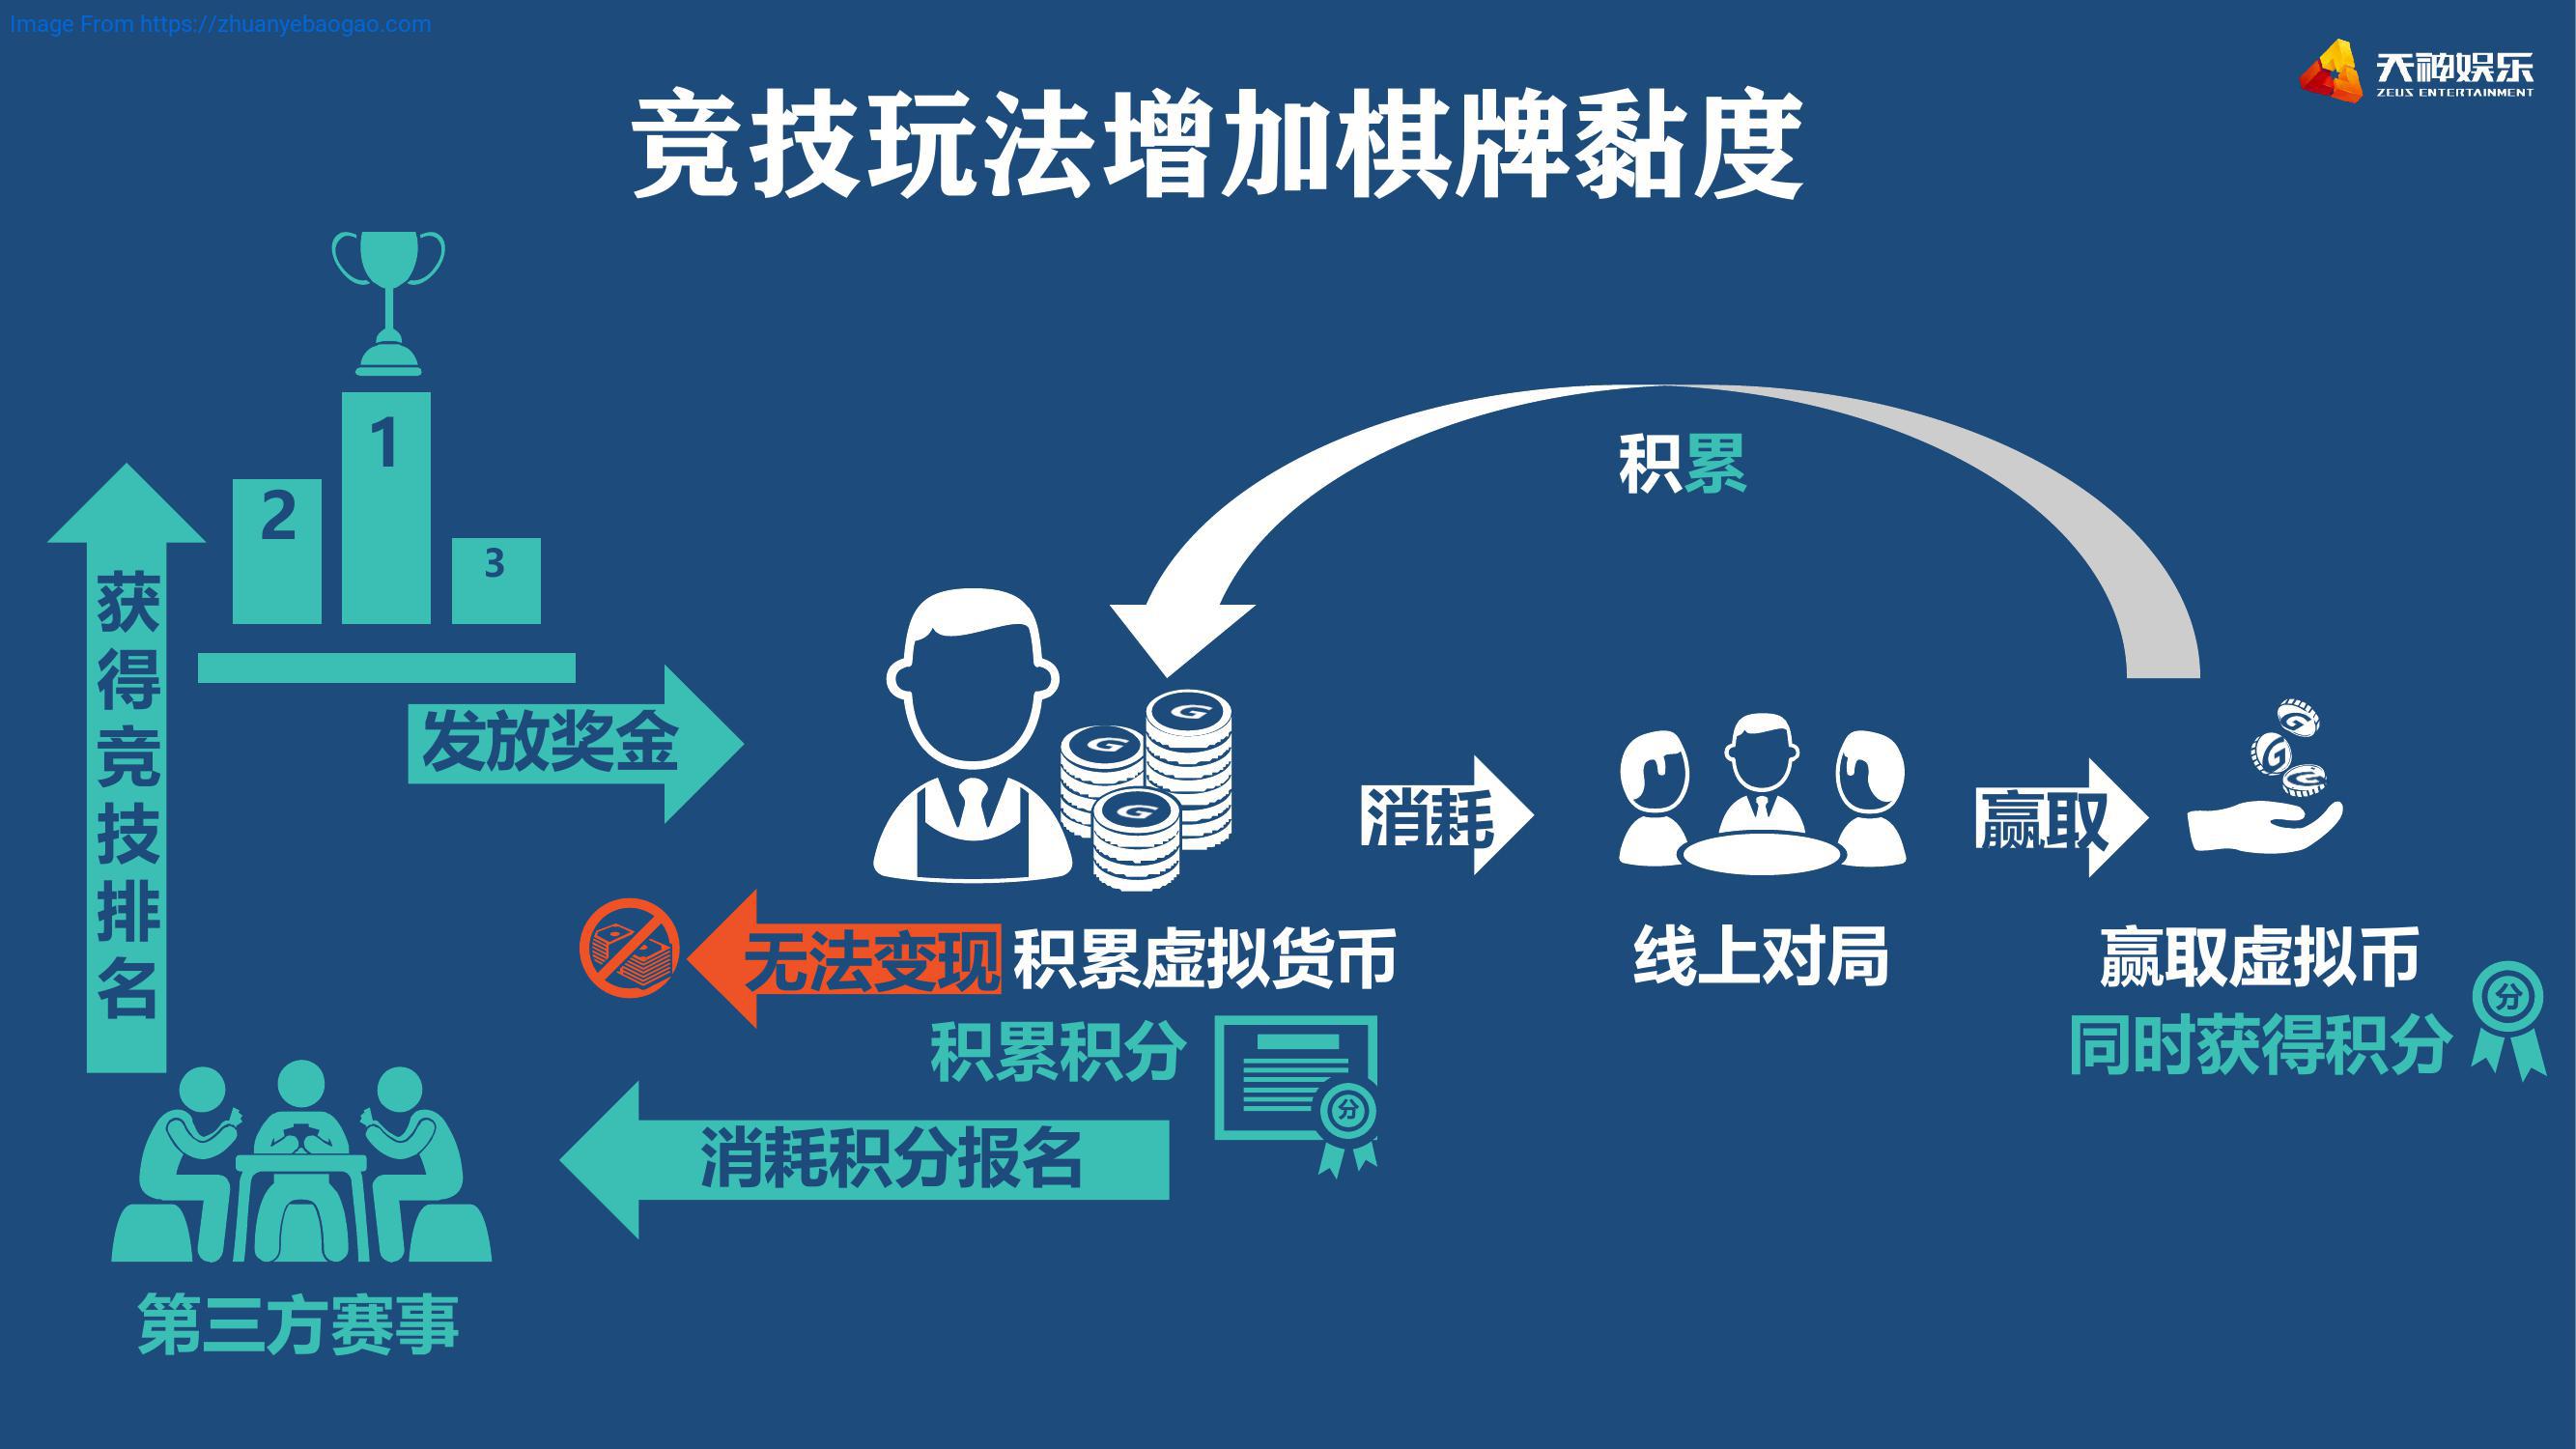 Image From https://zhuanyebaogao.com
天神娱乐
ZEUS ENTERTAINMENT
竞技玩法增加棋牌黏度
1
2
3
积累
获得竞技排名
发放奖金
G
G
G
消耗
赢取
G
G
G
无法变现
积累虚拟货币
线上对局
赢取虚拟币
积累积分
同时获得积分
分
分
消耗积分报名
第三方赛事